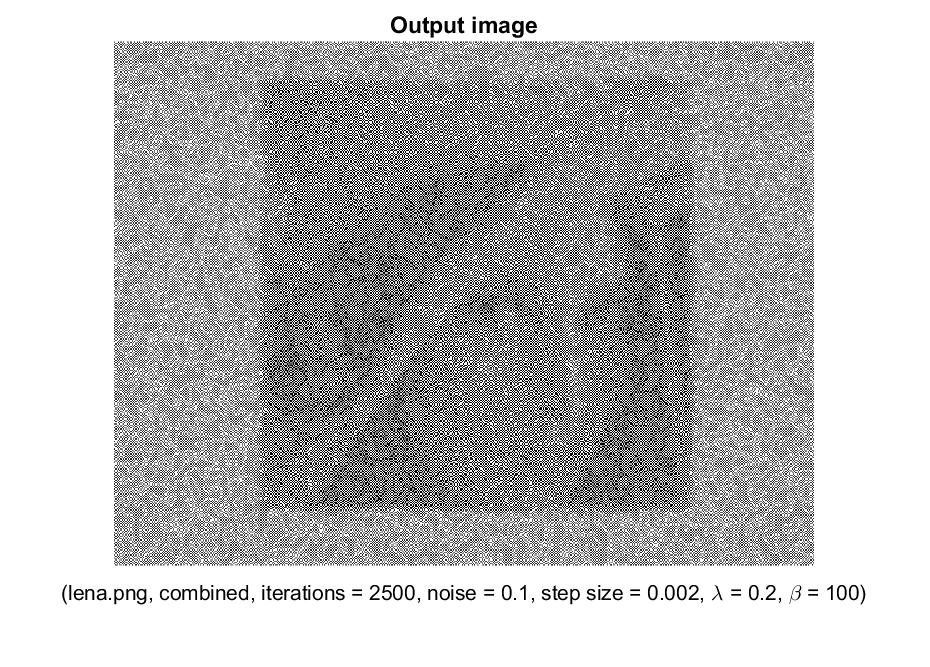 Output image
(lena.png, combined, iterations = 2500, noise = 0.1, step size = 0.002, λ = 0.2, β = 100)